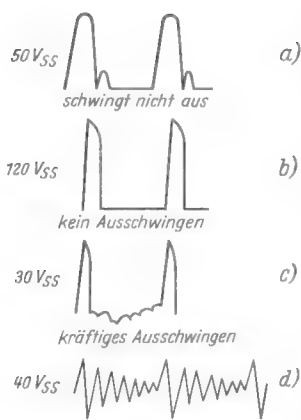 50 Vss a)
schwingt nicht aus
120 Vss b)
kein Ausschwingen
30 Vss c)
kräftiges Ausschwingen
40 Vss d)